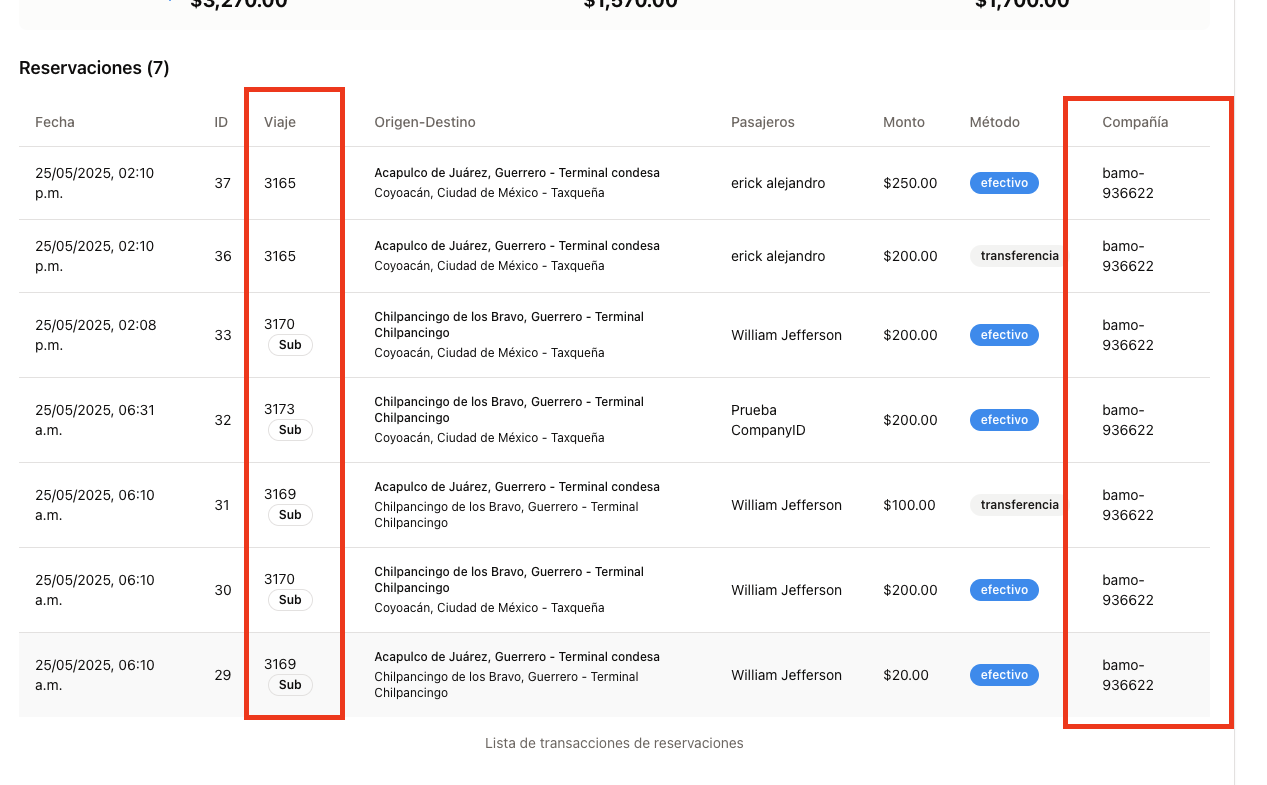 $3,270.00 $1,570.00 $1,700.00
Reservaciones (7)
Fecha ID Viaje Origen-Destino Pasajeros Monto Método Compañía
25/05/2025, 02:10 p.m. 37 3165 Acapulco de Juárez, Guerrero - Terminal condesa
Coyoacán, Ciudad de México - Taxqueña erick alejandro $250.00 efectivo bamo-936622
25/05/2025, 02:10 p.m. 36 3165 Acapulco de Juárez, Guerrero - Terminal condesa
Coyoacán, Ciudad de México - Taxqueña erick alejandro $200.00 transferencia bamo-936622
25/05/2025, 02:08 p.m. 33 3170 Sub Chilpancingo de los Bravo, Guerrero - Terminal Chilpancingo
Coyoacán, Ciudad de México - Taxqueña William Jefferson $200.00 efectivo bamo-936622
25/05/2025, 06:31 a.m. 32 3173 Sub Chilpancingo de los Bravo, Guerrero - Terminal Chilpancingo
Coyoacán, Ciudad de México - Taxqueña Prueba CompanyID $200.00 efectivo bamo-936622
25/05/2025, 06:10 a.m. 31 3169 Sub Acapulco de Juárez, Guerrero - Terminal condesa
Chilpancingo de los Bravo, Guerrero - Terminal Chilpancingo William Jefferson $100.00 transferencia bamo-936622
25/05/2025, 06:10 a.m. 30 3170 Sub Chilpancingo de los Bravo, Guerrero - Terminal Chilpancingo
Coyoacán, Ciudad de México - Taxqueña William Jefferson $200.00 efectivo bamo-936622
25/05/2025, 06:10 a.m. 29 3169 Sub Acapulco de Juárez, Guerrero - Terminal condesa
Chilpancingo de los Bravo, Guerrero - Terminal Chilpancingo William Jefferson $20.00 efectivo bamo-936622
Lista de transacciones de reservaciones